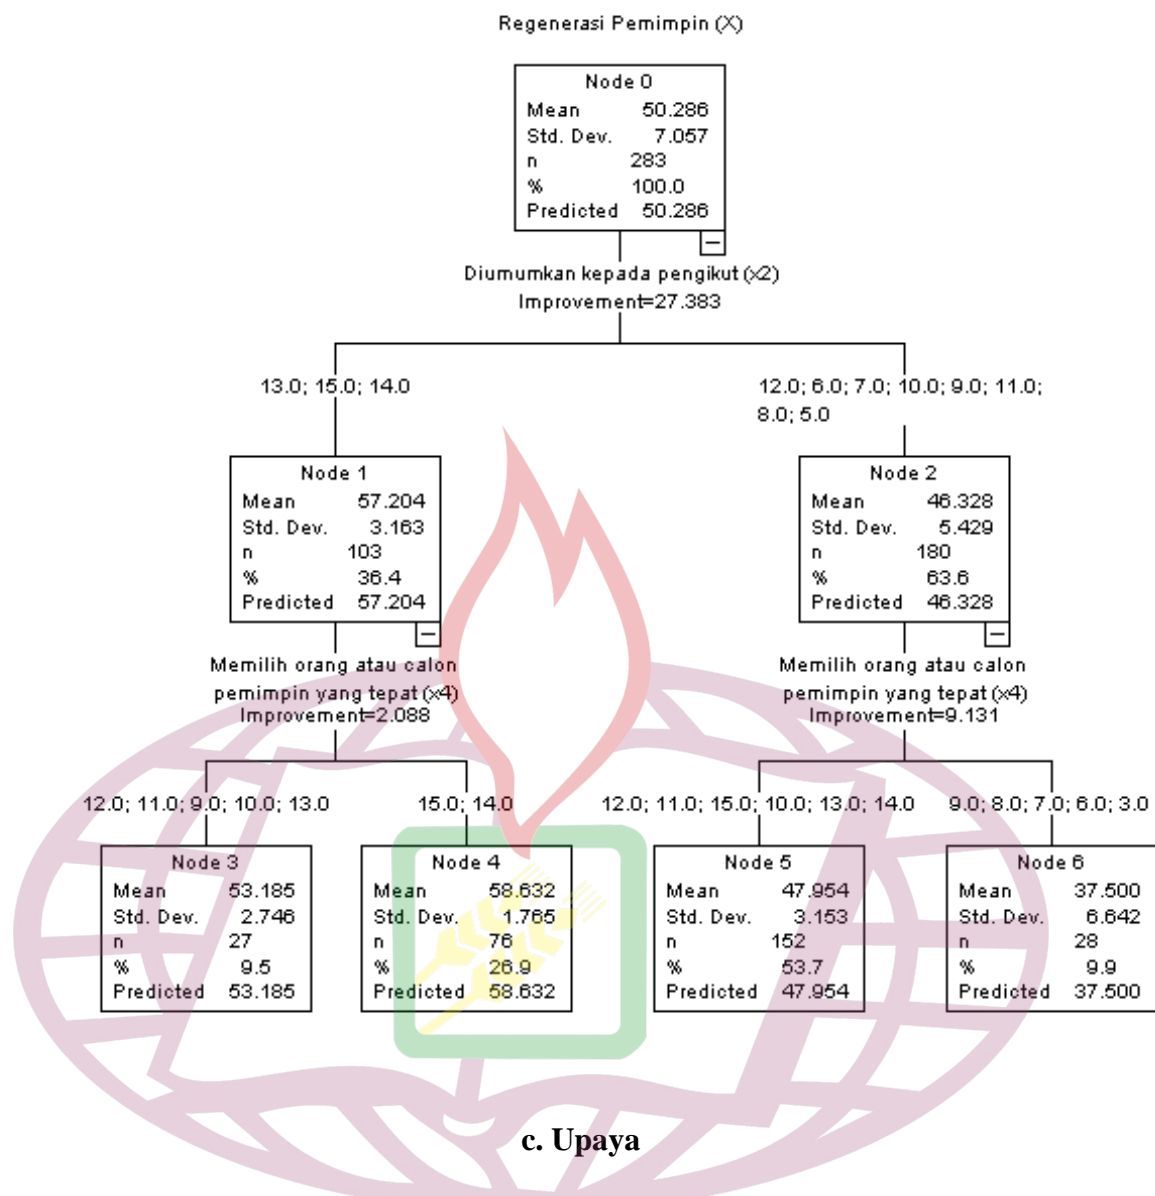 Regenerasi Pemimpin (X)
Node 0
Mean 50.286
Std. Dev. 7.057
n 283
% 100.0
Predicted 50.286
Diumumkan kepada pengikut (x2)
Improvement=27.383
13.0; 15.0; 14.0
12.0; 6.0; 7.0; 10.0; 9.0; 11.0;
8.0; 5.0
Node 1
Mean 57.204
Std. Dev. 3.163
n 103
% 36.4
Predicted 57.204
Node 2
Mean 46.328
Std. Dev. 5.429
n 180
% 63.6
Predicted 46.328
Memilih orang atau calon
pemimpin yang tepat (x4)
Improvement=2.088
Memilih orang atau calon
pemimpin yang tepat (x4)
Improvement=9.131
12.0; 11.0; 9.0; 10.0; 13.0
15.0; 14.0
12.0; 11.0; 15.0; 10.0; 13.0; 14.0
9.0; 8.0; 7.0; 6.0; 3.0
Node 3
Mean 53.185
Std. Dev. 2.746
n 27
% 9.5
Predicted 53.185
Node 4
Mean 58.632
Std. Dev. 1.765
n 76
% 26.9
Predicted 58.632
Node 5
Mean 47.954
Std. Dev. 3.153
n 152
% 53.7
Predicted 47.954
Node 6
Mean 37.500
Std. Dev. 6.642
n 28
% 9.9
Predicted 37.500
c. Upaya